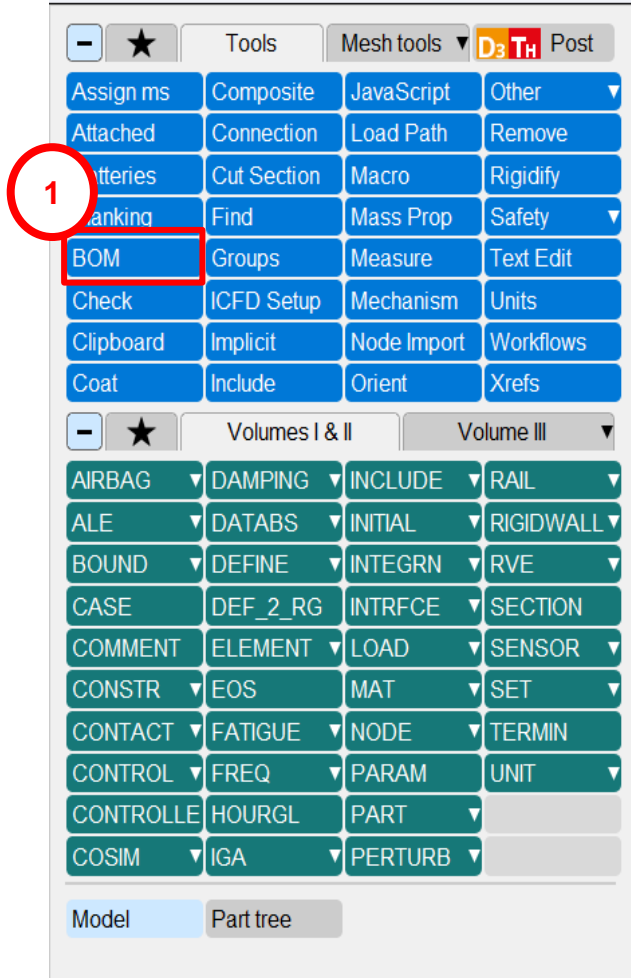 − ★ Tools Mesh tools ▼ D3 TH Post
Assign ms Composite JavaScript Other ▼
Attached Connection Load Path Remove
tteries Cut Section Macro Rigidify
1
anking Find Mass Prop Safety ▼
BOM Groups Measure Text Edit
Check ICFD Setup Mechanism Units
Clipboard Implicit Node Import Workflows
Coat Include Orient Xrefs
− ★ Volumes I & II Volume III ▼
AIRBAG ▼ DAMPING ▼ INCLUDE ▼ RAIL ▼
ALE ▼ DATABS ▼ INITIAL ▼ RIGIDWALL ▼
BOUND ▼ DEFINE ▼ INTEGRN ▼ RVE ▼
CASE DEF_2_RG INTRFCE ▼ SECTION
COMMENT ELEMENT ▼ LOAD ▼ SENSOR ▼
CONSTR ▼ EOS MAT ▼ SET ▼
CONTACT ▼ FATIGUE ▼ NODE ▼ TERMIN
CONTROL ▼ FREQ ▼ PARAM UNIT ▼
CONTROLLE HOURGL PART ▼
COSIM ▼ IGA ▼ PERTURB ▼
Model Part tree